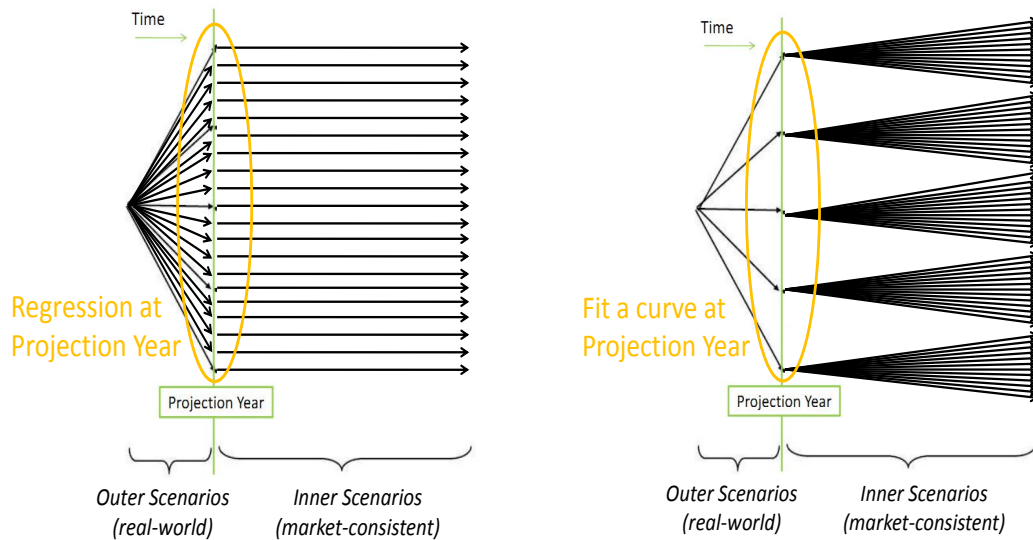 Time
Regression at
Projection Year
Projection Year
Outer Scenarios
(real-world)
Inner Scenarios
(market-consistent)
Time
Fit a curve at
Projection Year
Projection Year
Outer Scenarios
(real-world)
Inner Scenarios
(market-consistent)